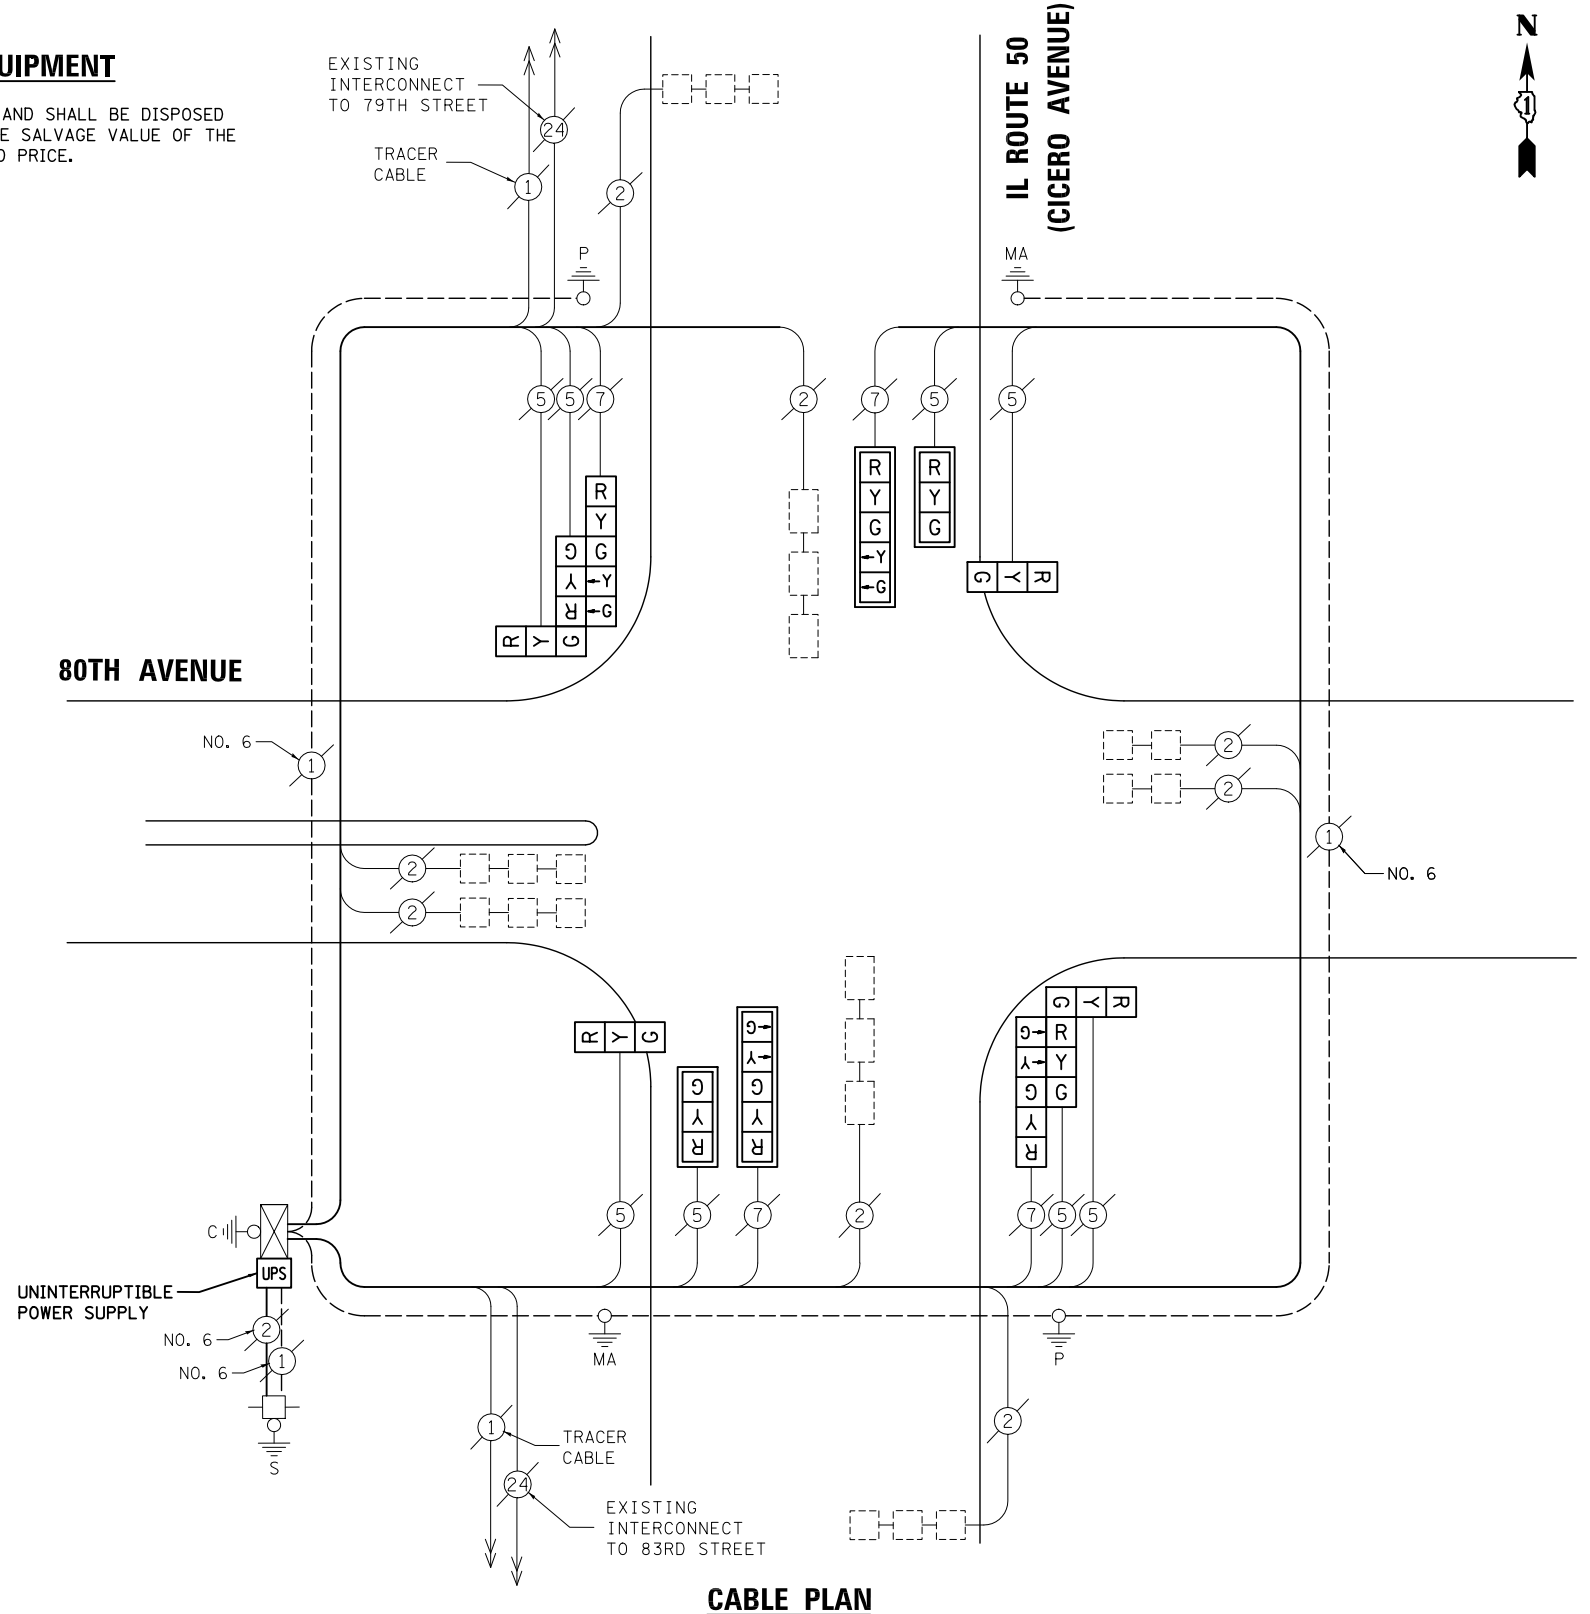 UIPMENT
AND SHALL BE DISPOSED
E SALVAGE VALUE OF THE
PRICE.
EXISTING
INTERCONNECT
TO 79TH STREET
24
TRACER
CABLE
1
2
IL ROUTE 50
(CICERO AVENUE)
N
1
P
MA
5
5
7
2
7
5
5
R
Y
G
Y
G
G
Y
R
R Y G
R
Y
G
Y
G
R
Y
G
G Y R
80TH AVENUE
NO. 6
1
2
2
2
2
1
NO. 6
R Y G
G
Y
R
G
Y
G
Y
R
G Y R
G
Y
G
Y
R
R
Y
G
5
5
7
2
7
5
5
C
UPS
UNINTERRUPTIBLE
POWER SUPPLY
NO. 6
2
NO. 6
1
S
MA
P
1
TRACER
CABLE
24
EXISTING
INTERCONNECT
TO 83RD STREET
2
CABLE PLAN